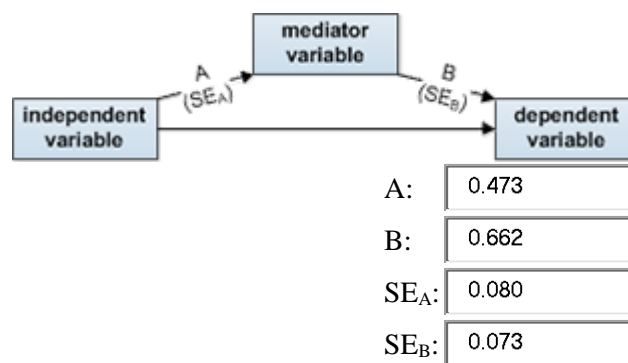 mediator
variable
A
(SEA)
B
(SEB)
independent
variable
dependent
variable
A: 0.473
B: 0.662
SEA: 0.080
SEB: 0.073